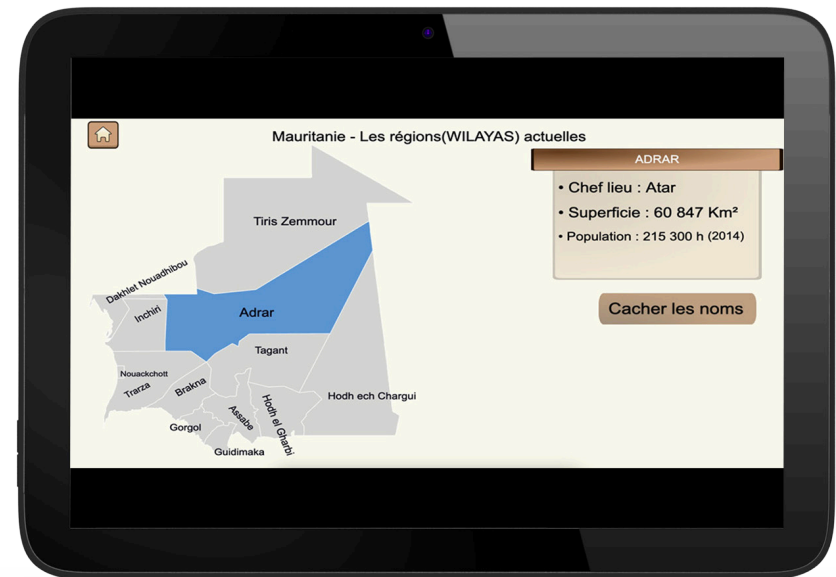 Mauritanie - Les régions(WILAYAS) actuelles
ADRAR
• Chef lieu : Atar
• Superficie : 60 847 Km²
• Population : 215 300 h (2014)
Cacher les noms
Tiris Zemmour
Dakhlet Nouadhibou
Inchiri
Adrar
Tagant
Nouackchott
Trarza
Brakna
Hodh ech Chargui
Assabe
Hodh el Gharbi
Gorgol
Guidimaka